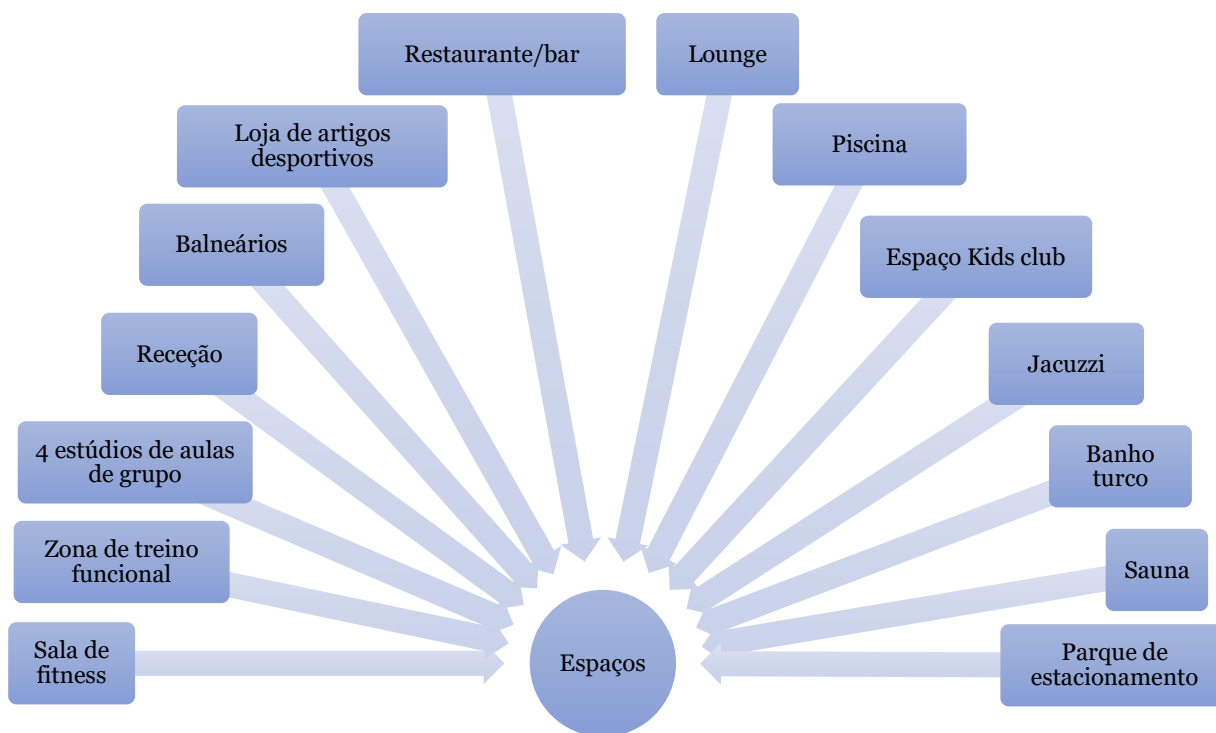 Restaurante/bar
Lounge
Loja de artigos
desportivos
Piscina
Balneários
Espaço Kids club
Receção
Jacuzzi
4 estúdios de aulas
de grupo
Banho
turco
Zona de treino
funcional
Sauna
Sala de
fitness
Espaços
Parque de
estacionamento